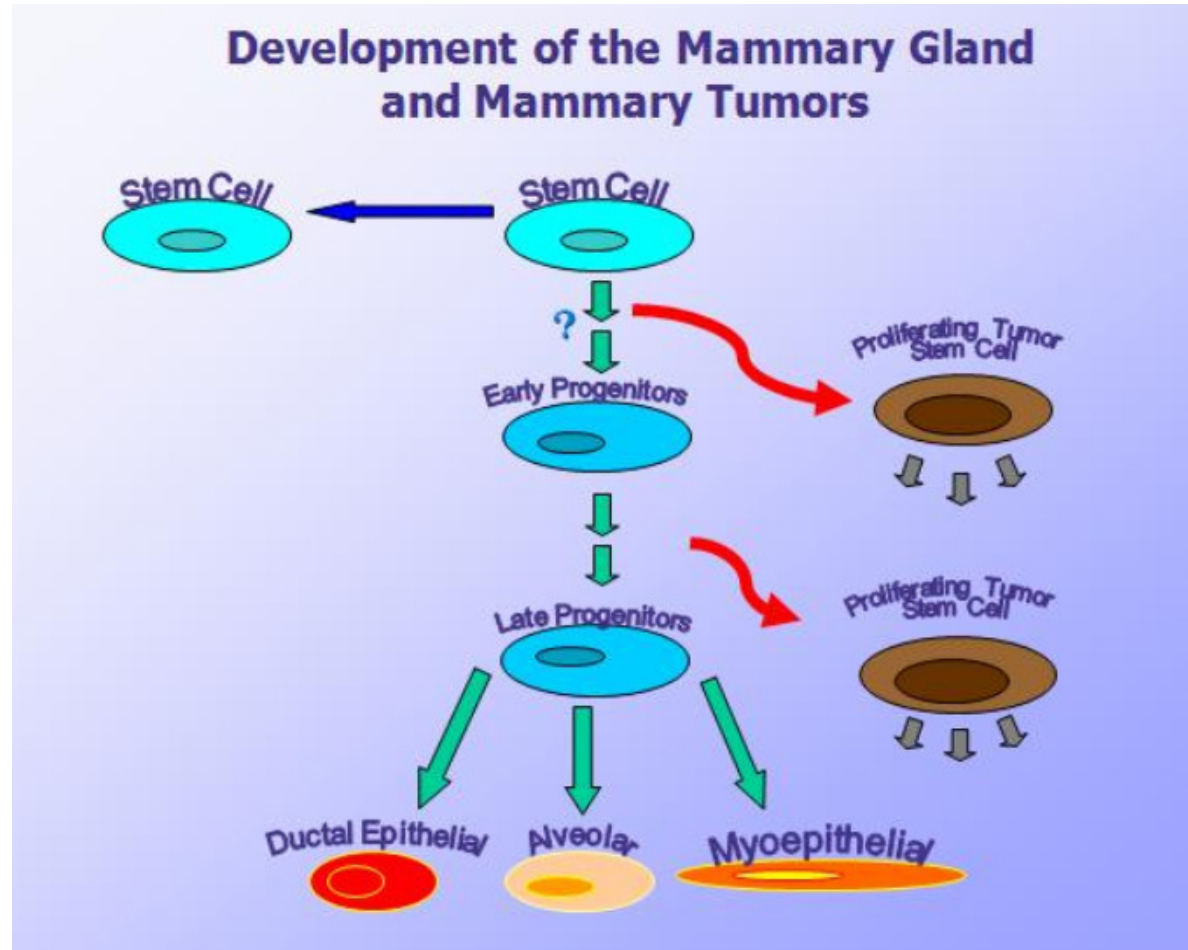 Development of the Mammary Gland
and Mammary Tumors
Stem Cell
Stem Cell
?
Proliferating Tumor
Stem Cell
Early Progenitors
Proliferating Tumor
Stem Cell
Late Progenitors
Ductal Epithelial
Alveolar
Myoepithelial